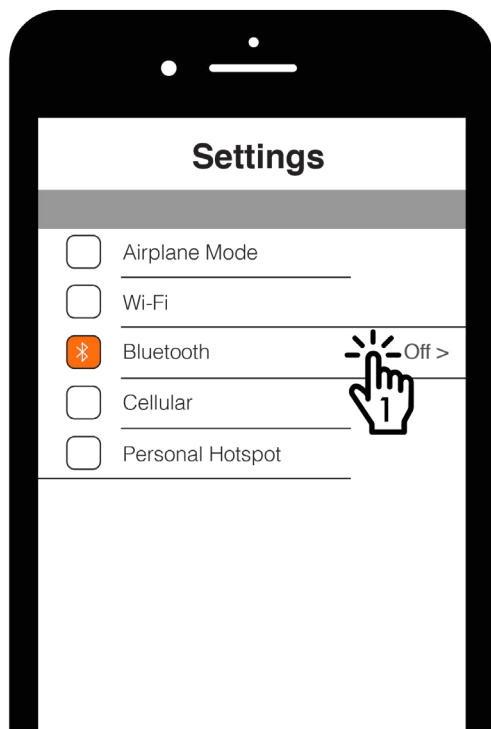 Settings
Airplane Mode
Wi-Fi
Bluetooth Off >
Cellular
1
Personal Hotspot